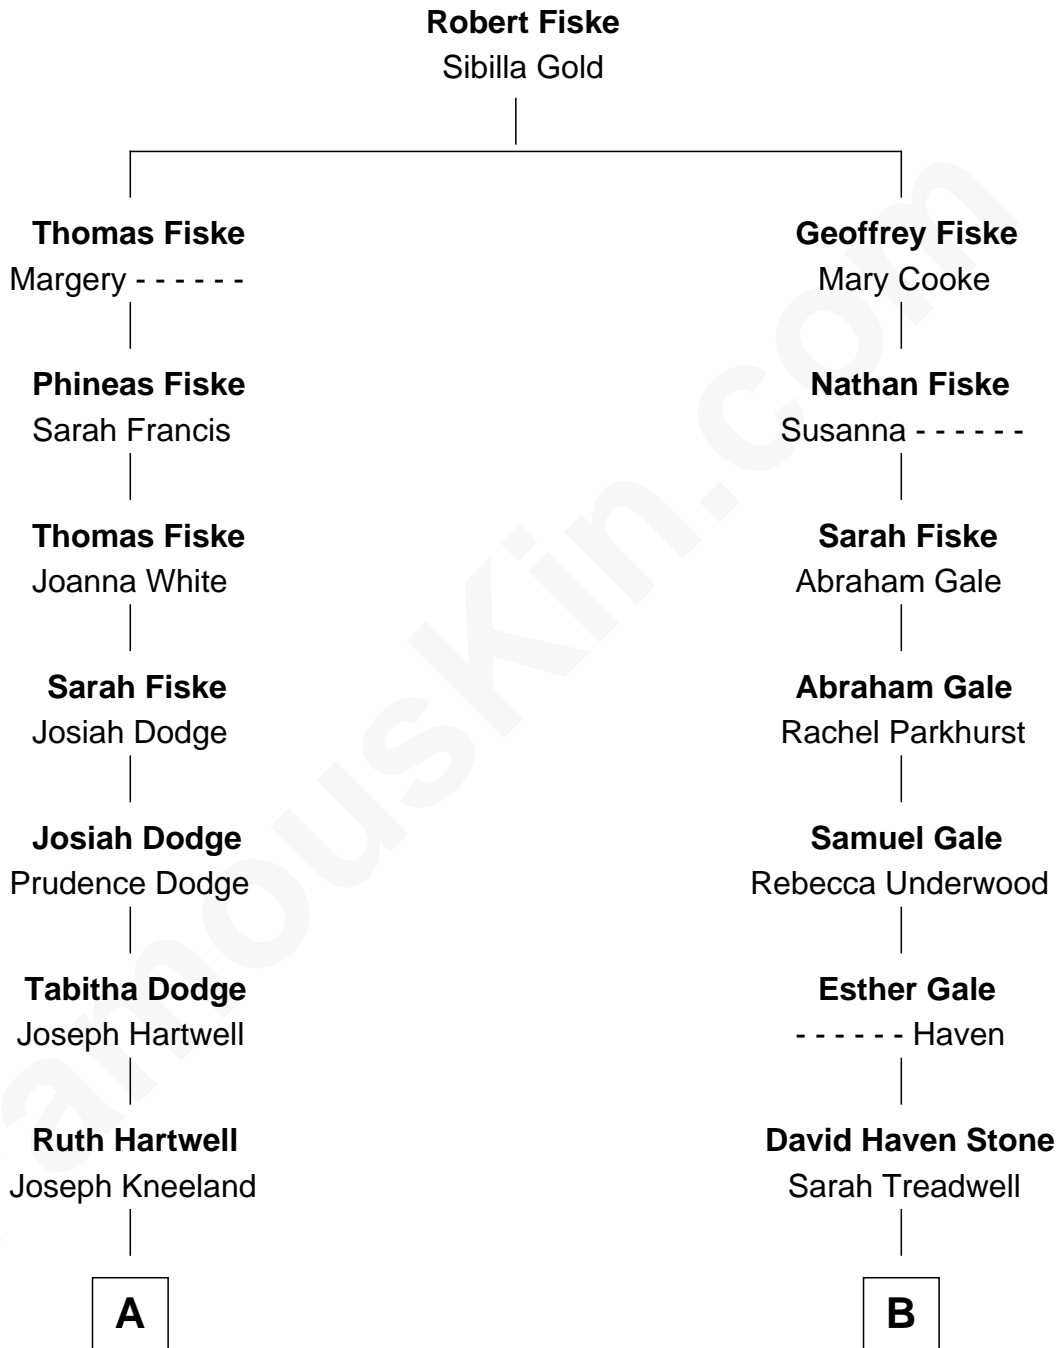 Robert Fiske
Sibilla Gold
Thomas Fiske
Margery - - - - - -
Geoffrey Fiske
Mary Cooke
Phineas Fiske
Sarah Francis
Nathan Fiske
Susanna - - - - - -
Thomas Fiske
Joanna White
Sarah Fiske
Abraham Gale
Sarah Fiske
Josiah Dodge
Abraham Gale
Rachel Parkhurst
Josiah Dodge
Prudence Dodge
Samuel Gale
Rebecca Underwood
Tabitha Dodge
Joseph Hartwell
Esther Gale
- - - - - - Haven
Ruth Hartwell
Joseph Kneeland
David Haven Stone
Sarah Treadwell
A
B
amousKin.com